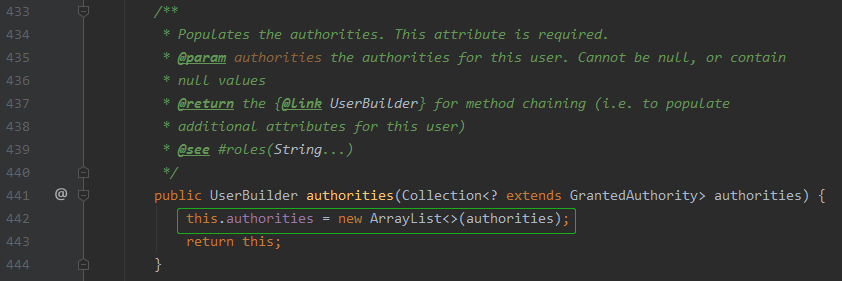 433 /**
434 * Populates the authorities. This attribute is required.
435 * @param authorities the authorities for this user. Cannot be null, or contain
436 * null values
437 * @return the {@link UserBuilder} for method chaining (i.e. to populate
438 * additional attributes for this user)
439 * @see #roles(String...)
440 */
441 @ public UserBuilder authorities(Collection<? extends GrantedAuthority> authorities) {
442 this.authorities = new ArrayList<>(authorities);
443 return this;
444 }